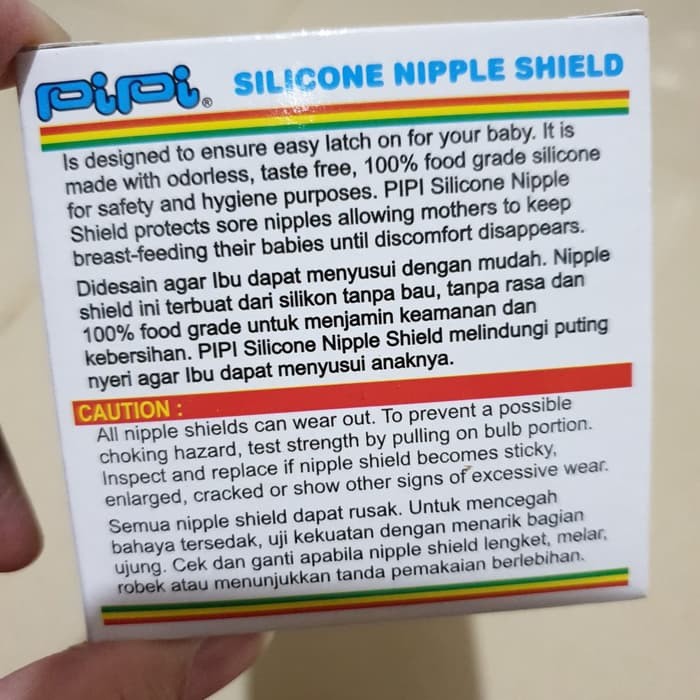 pipi® SILICONE NIPPLE SHIELD
Is designed to ensure easy latch on for your baby. It is
made with odorless, taste free, 100% food grade silicone
for safety and hygiene purposes. PIPI Silicone Nipple
Shield protects sore nipples allowing mothers to keep
breast-feeding their babies until discomfort disappears.
Didesain agar Ibu dapat menyusui dengan mudah. Nipple
shield ini terbuat dari silikon tanpa bau, tanpa rasa dan
100% food grade untuk menjamin keamanan dan
kebersihan. PIPI Silicone Nipple Shield melindungi puting
nyeri agar Ibu dapat menyusui anaknya.
CAUTION :
All nipple shields can wear out. To prevent a possible
choking hazard, test strength by pulling on bulb portion.
Inspect and replace if nipple shield becomes sticky,
enlarged, cracked or show other signs of excessive wear.
Semua nipple shield dapat rusak. Untuk mencegah
bahaya tersedak, uji kekuatan dengan menarik bagian
ujung. Cek dan ganti apabila nipple shield lengket, melar,
robek atau menunjukkan tanda pemakaian berlebihan.